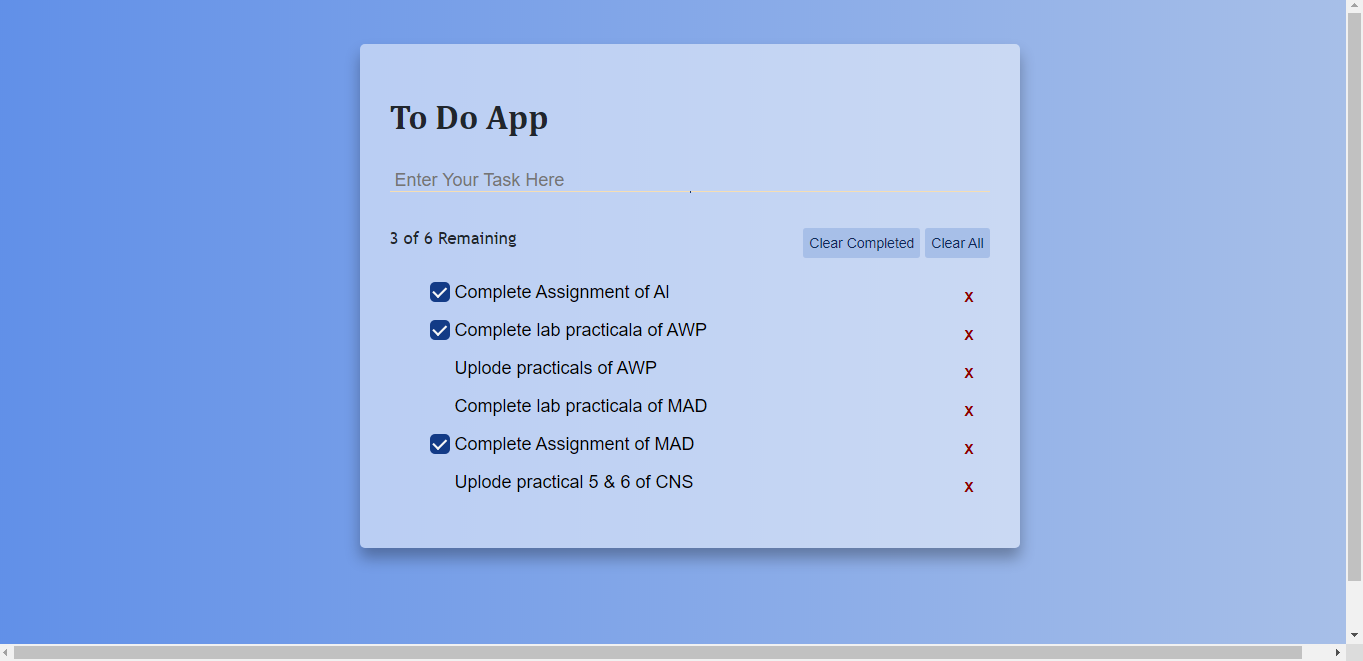 To Do App
Enter Your Task Here
3 of 6 Remaining Clear Completed Clear All
Complete Assignment of AI x
Complete lab practicala of AWP x
Uplode practicals of AWP x
Complete lab practicala of MAD x
Complete Assignment of MAD x
Uplode practical 5 & 6 of CNS x